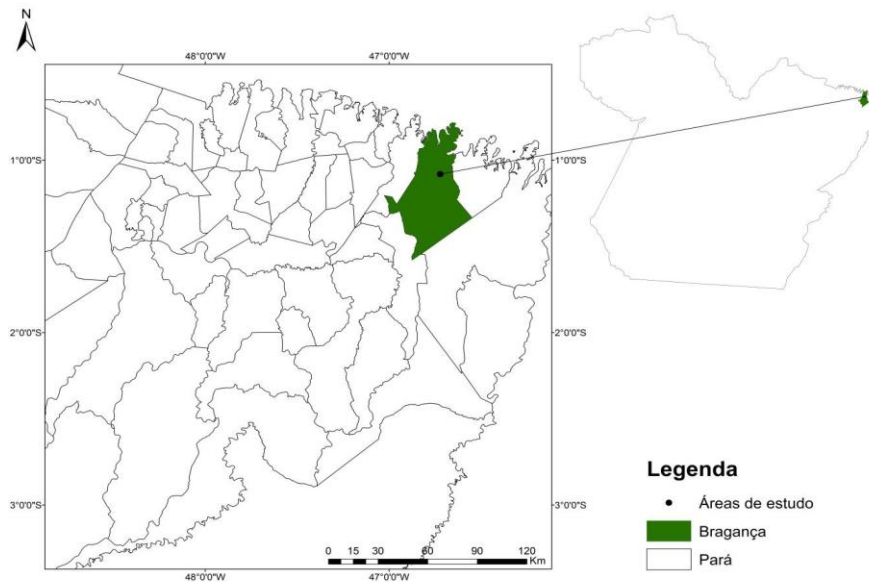 N
48°0'0"W 47°0'0"W
1°0'0"S 1°0'0"S
2°0'0"S 2°0'0"S
3°0'0"S 3°0'0"S
0 15 30 60 90 120
Km
48°0'0"W 47°0'0"W
Legenda
Áreas de estudo
Bragança
Pará